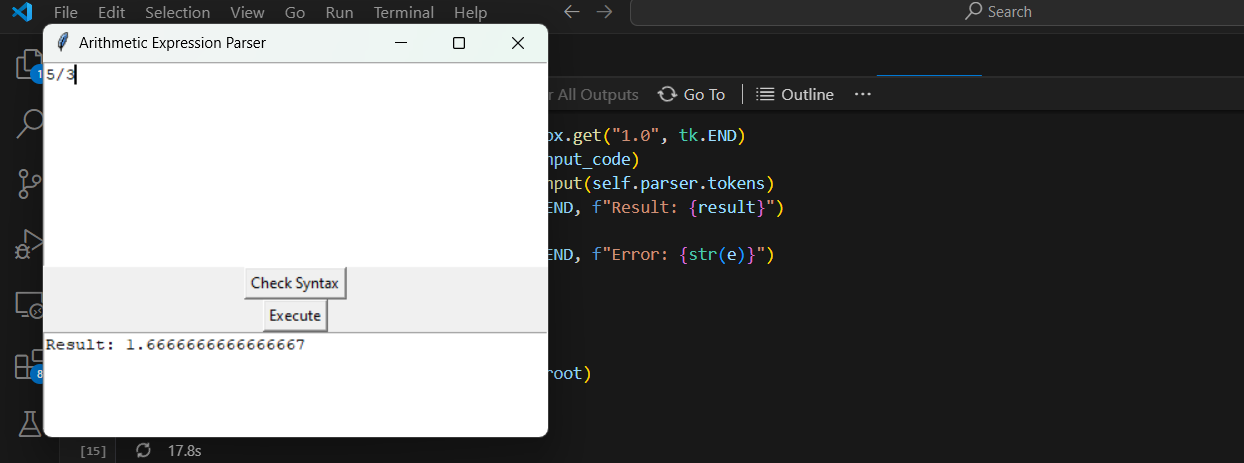 File Edit Selection View Go Run Terminal Help Search
Arithmetic Expression Parser
1
5/3
r All Outputs Go To Outline ...
ox.get("1.0", tk.END)
nput_code)
nput(self.parser.tokens)
END, f"Result: {result}")
END, f"Error: {str(e)}")
Check Syntax
Execute
Result: 1.6666666666666667
root)
8
[15] 17.8s